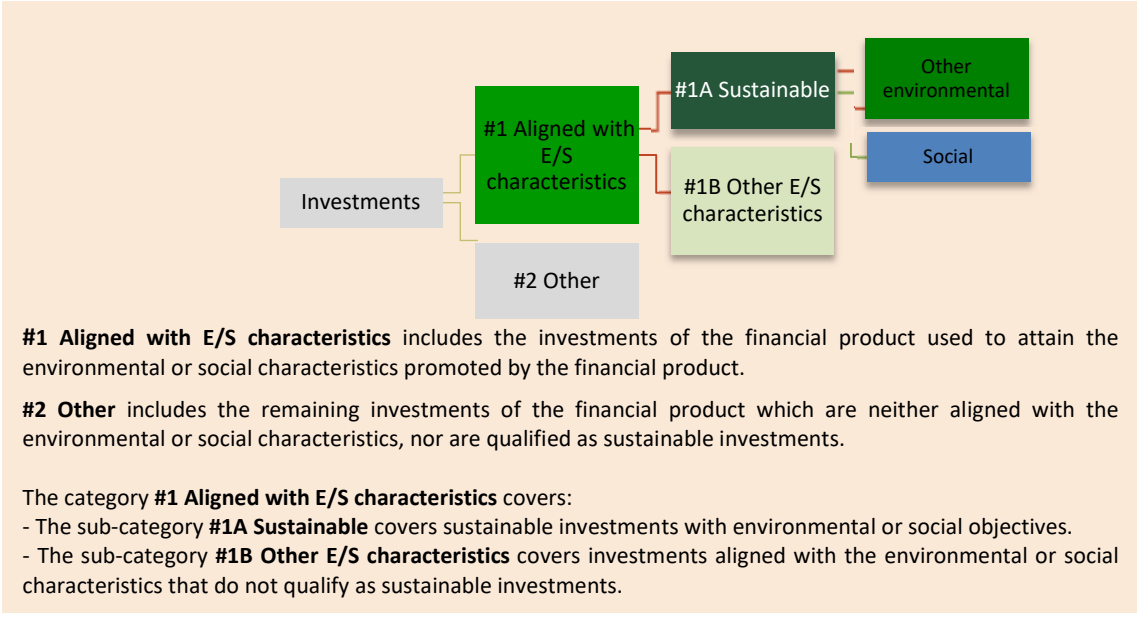 Investments
#1 Aligned with
E/S
characteristics
#2 Other
#1A Sustainable
#1B Other E/S
characteristics
Other
environmental
Social
#1 Aligned with E/S characteristics includes the investments of the financial product used to attain the
environmental or social characteristics promoted by the financial product.
#2 Other includes the remaining investments of the financial product which are neither aligned with the
environmental or social characteristics, nor are qualified as sustainable investments.
The category #1 Aligned with E/S characteristics covers:
- The sub-category #1A Sustainable covers sustainable investments with environmental or social objectives.
- The sub-category #1B Other E/S characteristics covers investments aligned with the environmental or social
characteristics that do not qualify as sustainable investments.